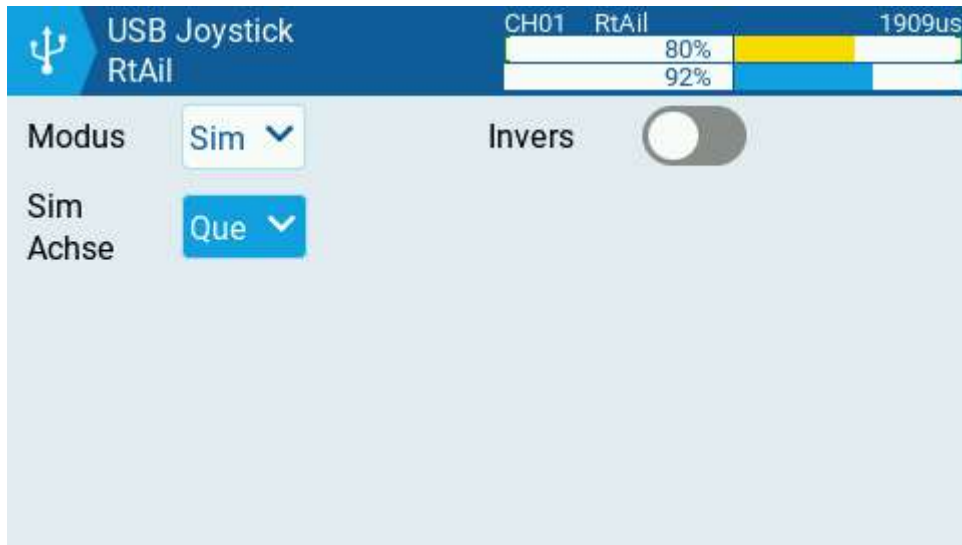 USB Joystick
RtAil
CH01 RtAil 1909us
80%
92%
Modus Sim Invers
Sim
Achse
Que